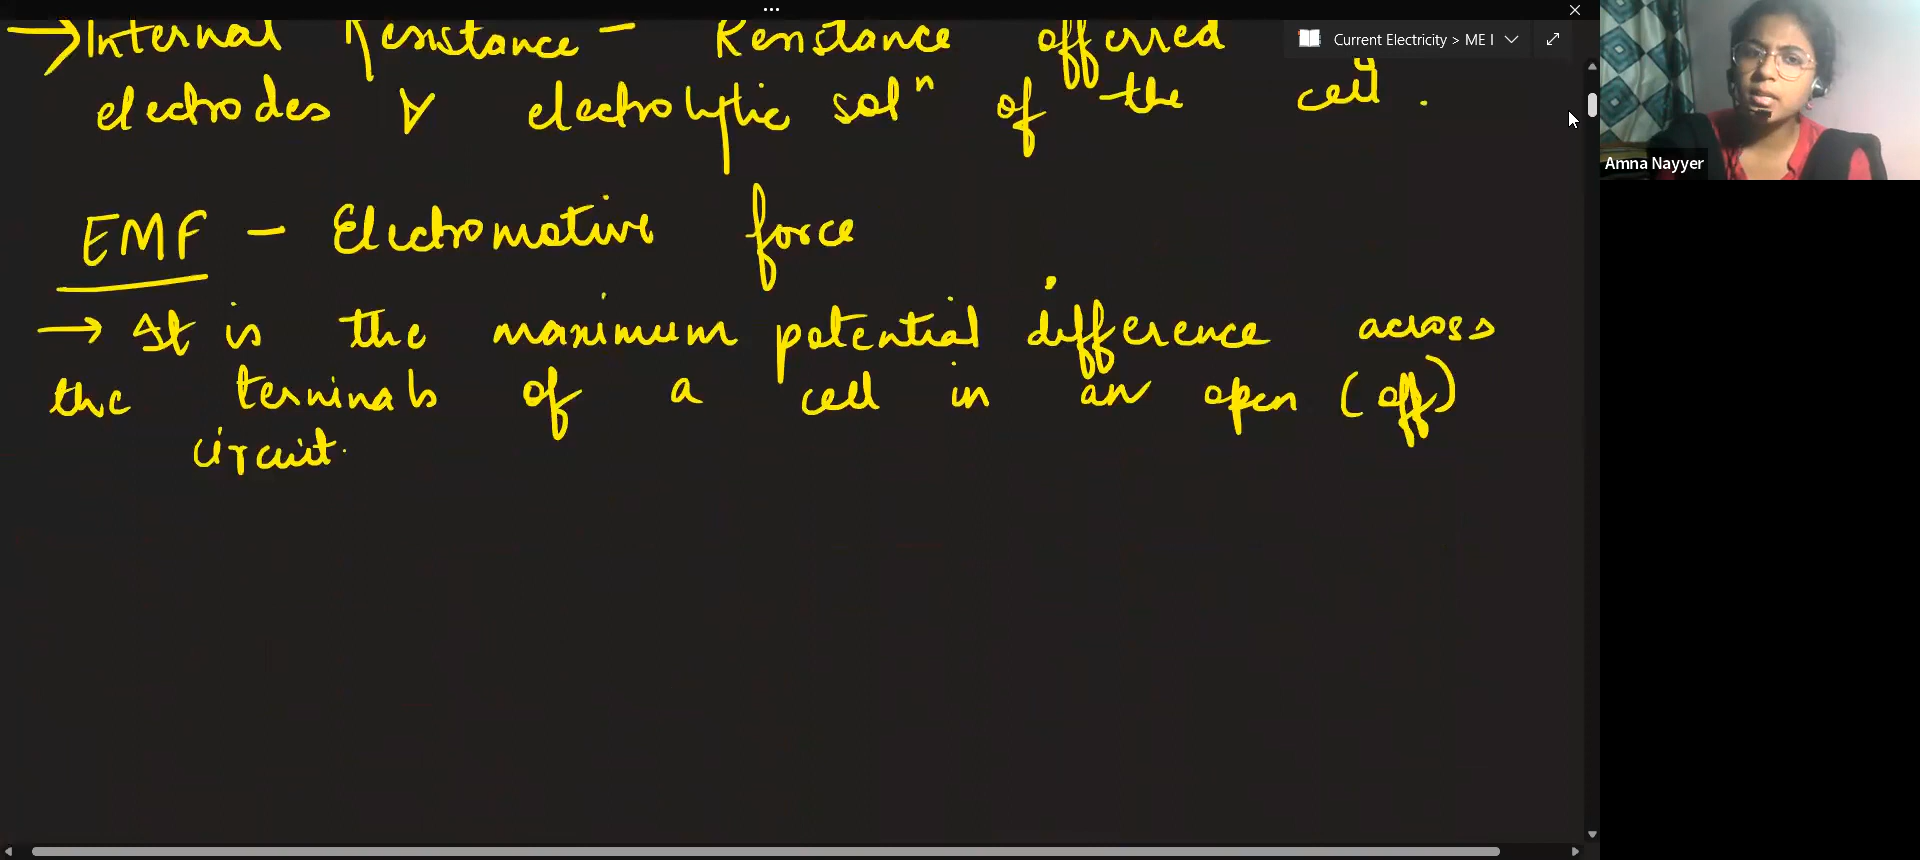 → Internal Resistance - Resistance offerred
Current Electricity > ME I
electrodes & electrolytic solⁿ of the cell .
Amna Nayyer
EMF - Electromotive force
→ It is the maximum potential difference across
the terminals of a cell in an open (off)
circuit.